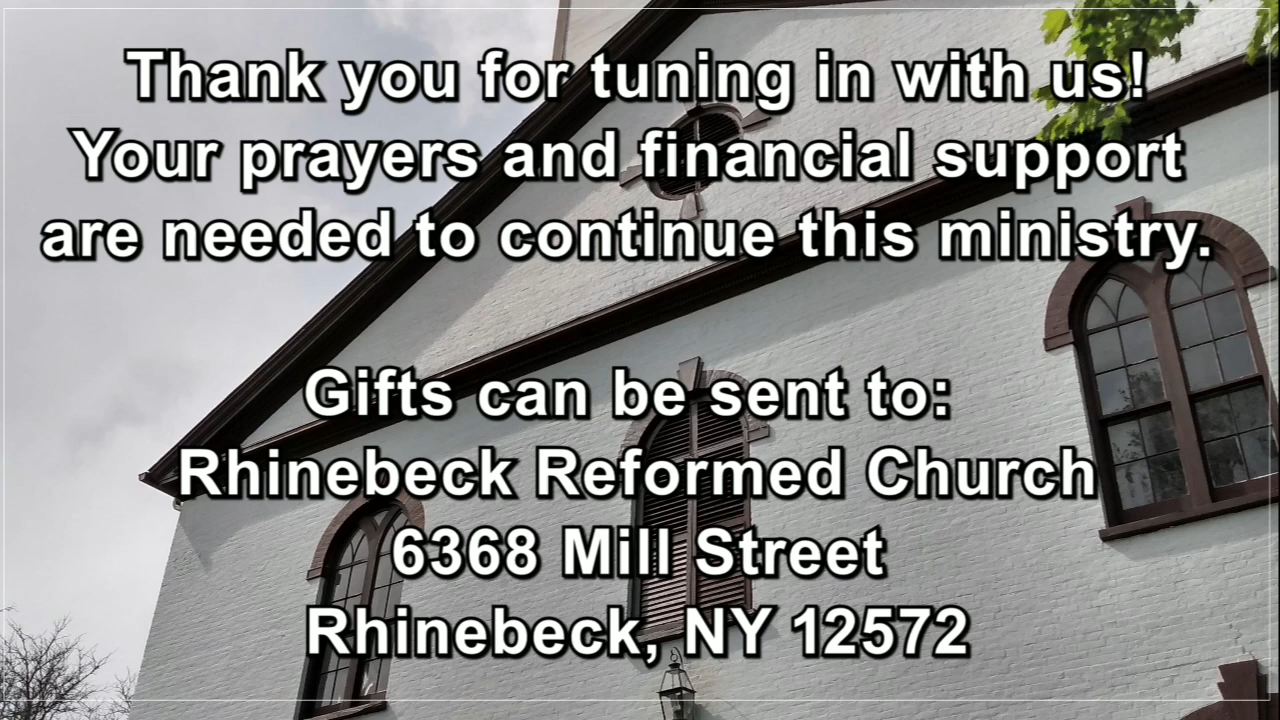 Thank you for tuning in with us!
Your prayers and financial support
are needed to continue this ministry.
Gifts can be sent to:
Rhinebeck Reformed Church
6368 Mill Street
Rhinebeck, NY 12572